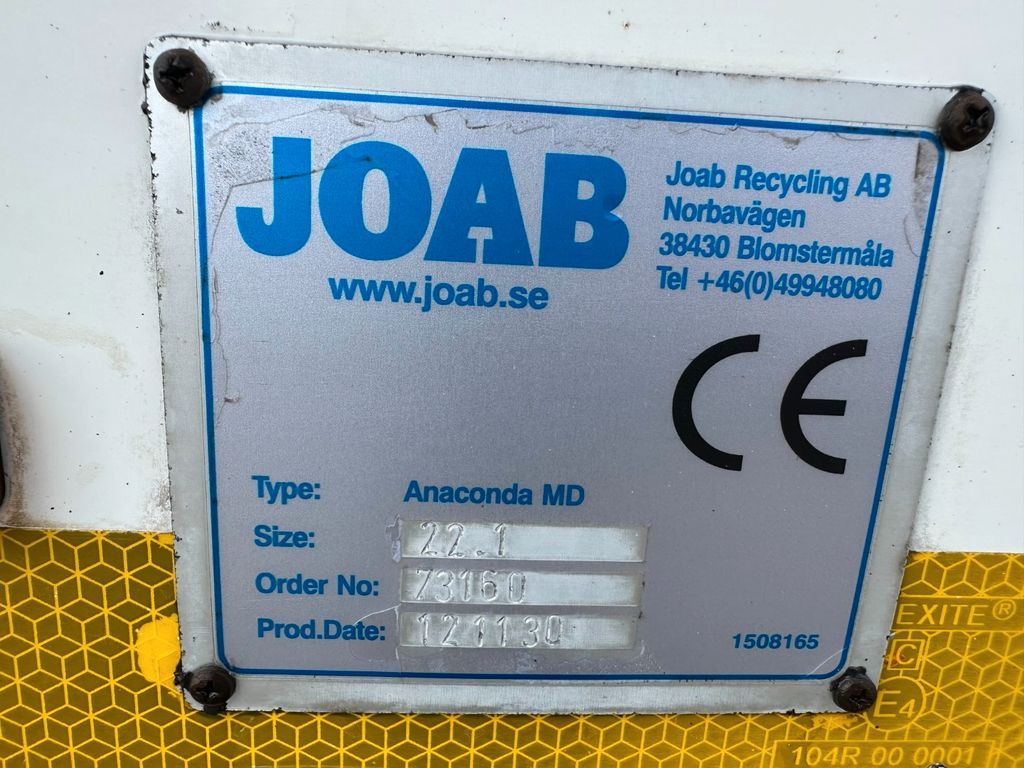 JOAB
www.joab.se
Joab Recycling AB
Norbavägen
38430 Blomstermåla
Tel +46(0)49948080
CE
Type: Anaconda MD
Size: 22.1
Order No: 73160
Prod.Date: 121130
1508165
EXITE®
C
E4
104R 00 0001